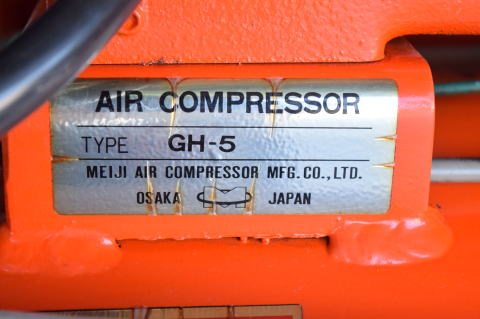 AIR COMPRESSOR
TYPE GH-5
MEIJI AIR COMPRESSOR MFG.CO.,LTD.
OSAKA JAPAN